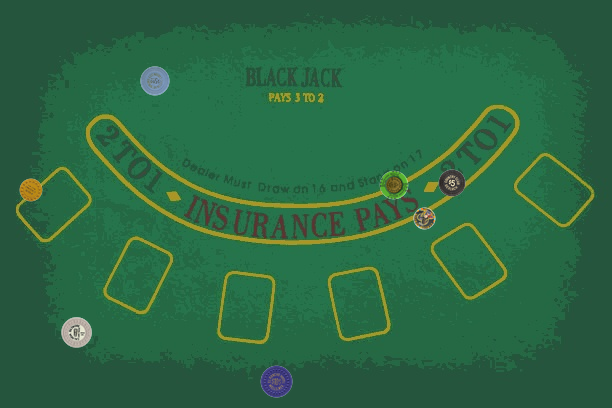 BLACK JACK
PAYS 3 TO 2
Dealer Must Draw on 16 and Stand on 17
2 TO 1 INSURANCE PAYS 2 TO 1
$5